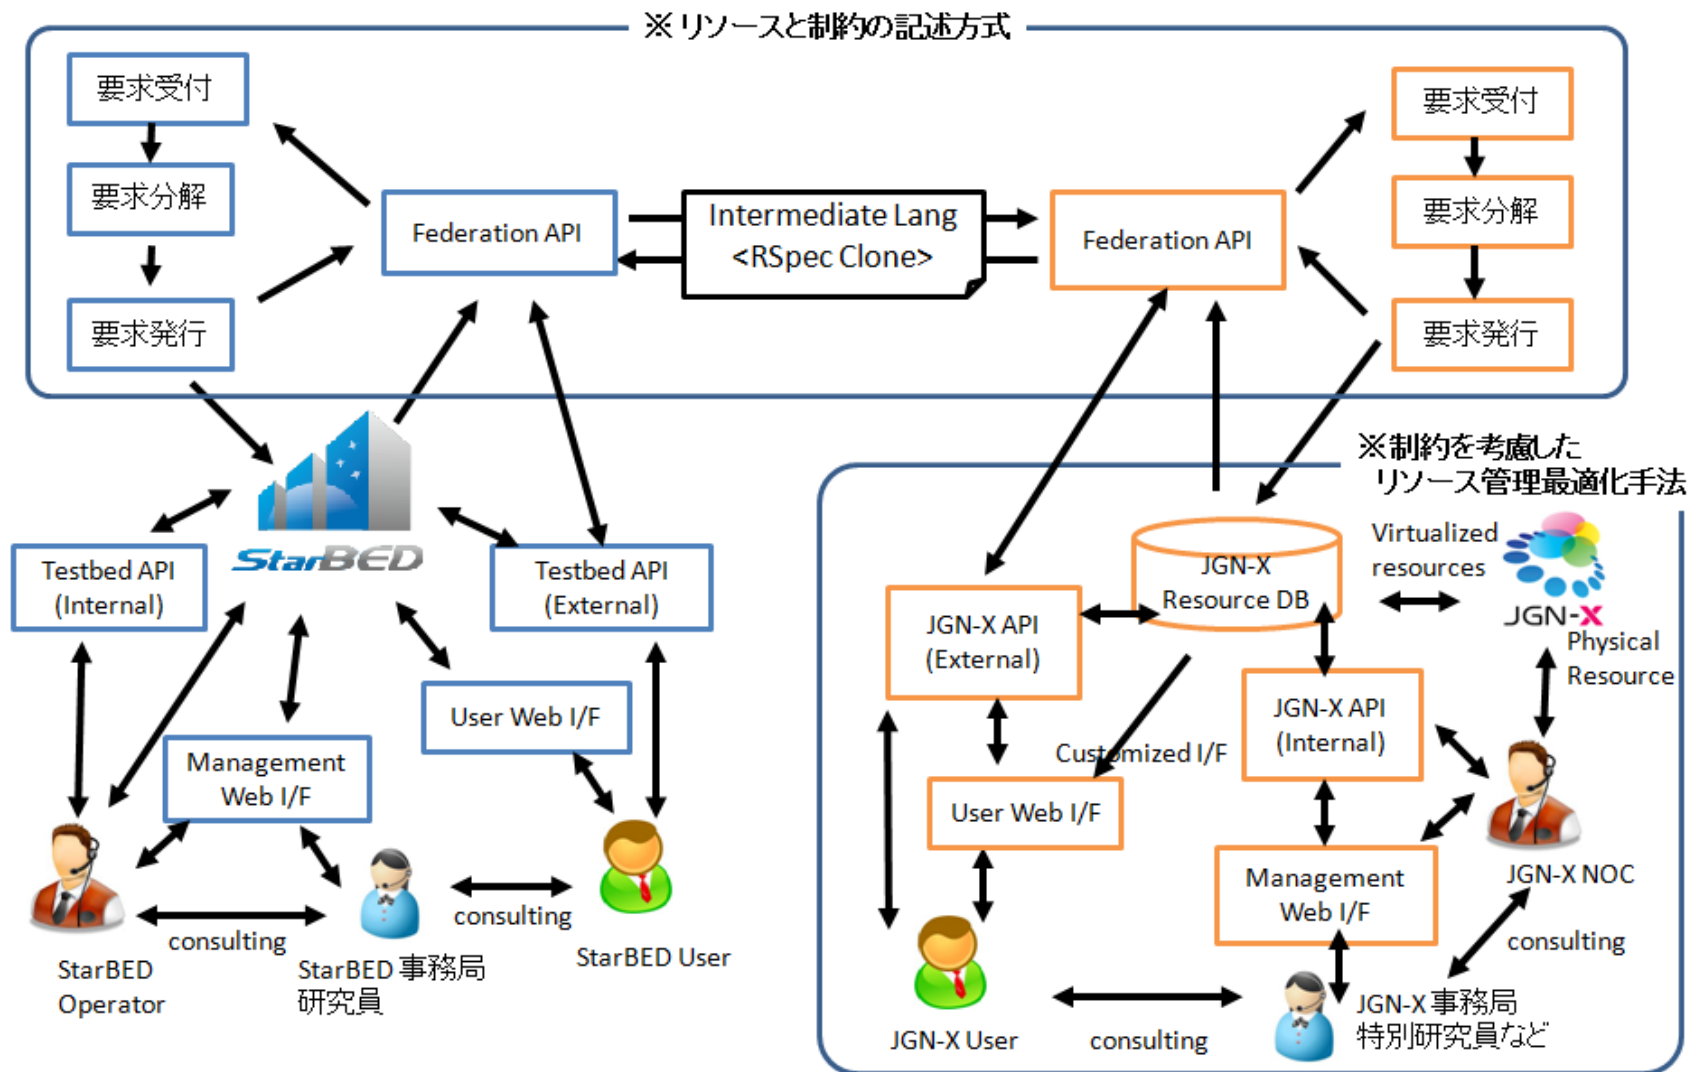 ※リソースと制約の記述方式
要求受付
要求分解
要求発行
Federation API
Intermediate Lang
<RSpec Clone>
Federation API
要求受付
要求分解
要求発行
StarBED
Testbed API
(Internal)
Testbed API
(External)
User Web I/F
Management
Web I/F
consulting
consulting
StarBED
Operator
StarBED 事務局
研究員
StarBED User
※制約を考慮した
リソース管理最適化手法
JGN-X
Resource DB
Virtualized
resources
JGN-X
Physical
Resource
JGN-X API
(External)
JGN-X API
(Internal)
Customized I/F
User Web I/F
Management
Web I/F
JGN-X NOC
consulting
JGN-X User
consulting
JGN-X 事務局
特別研究員など